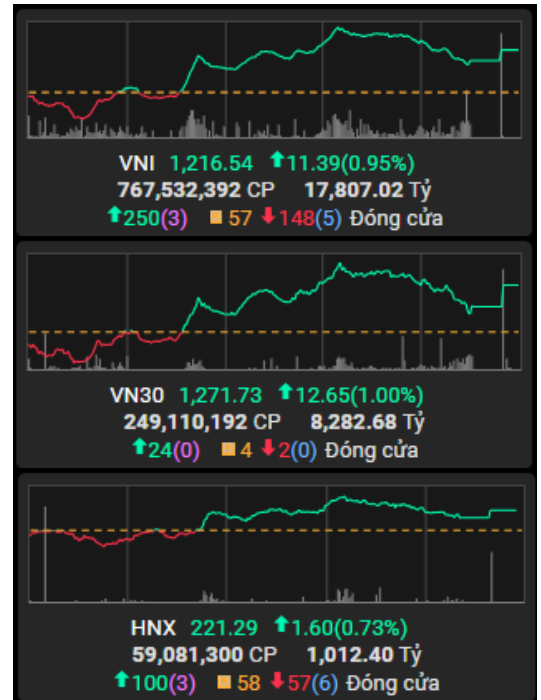 VNI 1,216.54 ⬆11.39(0.95%)
767,532,392 CP 17,807.02 Tỷ
⬆250(3) ■ 57 ⬇148(5) Đóng cửa
VN30 1,271.73 ⬆12.65(1.00%)
249,110,192 CP 8,282.68 Tỷ
⬆24(0) ■ 4 ⬇2(0) Đóng cửa
HNX 221.29 ⬆1.60(0.73%)
59,081,300 CP 1,012.40 Tỷ
⬆100(3) ■ 58 ⬇57(6) Đóng cửa